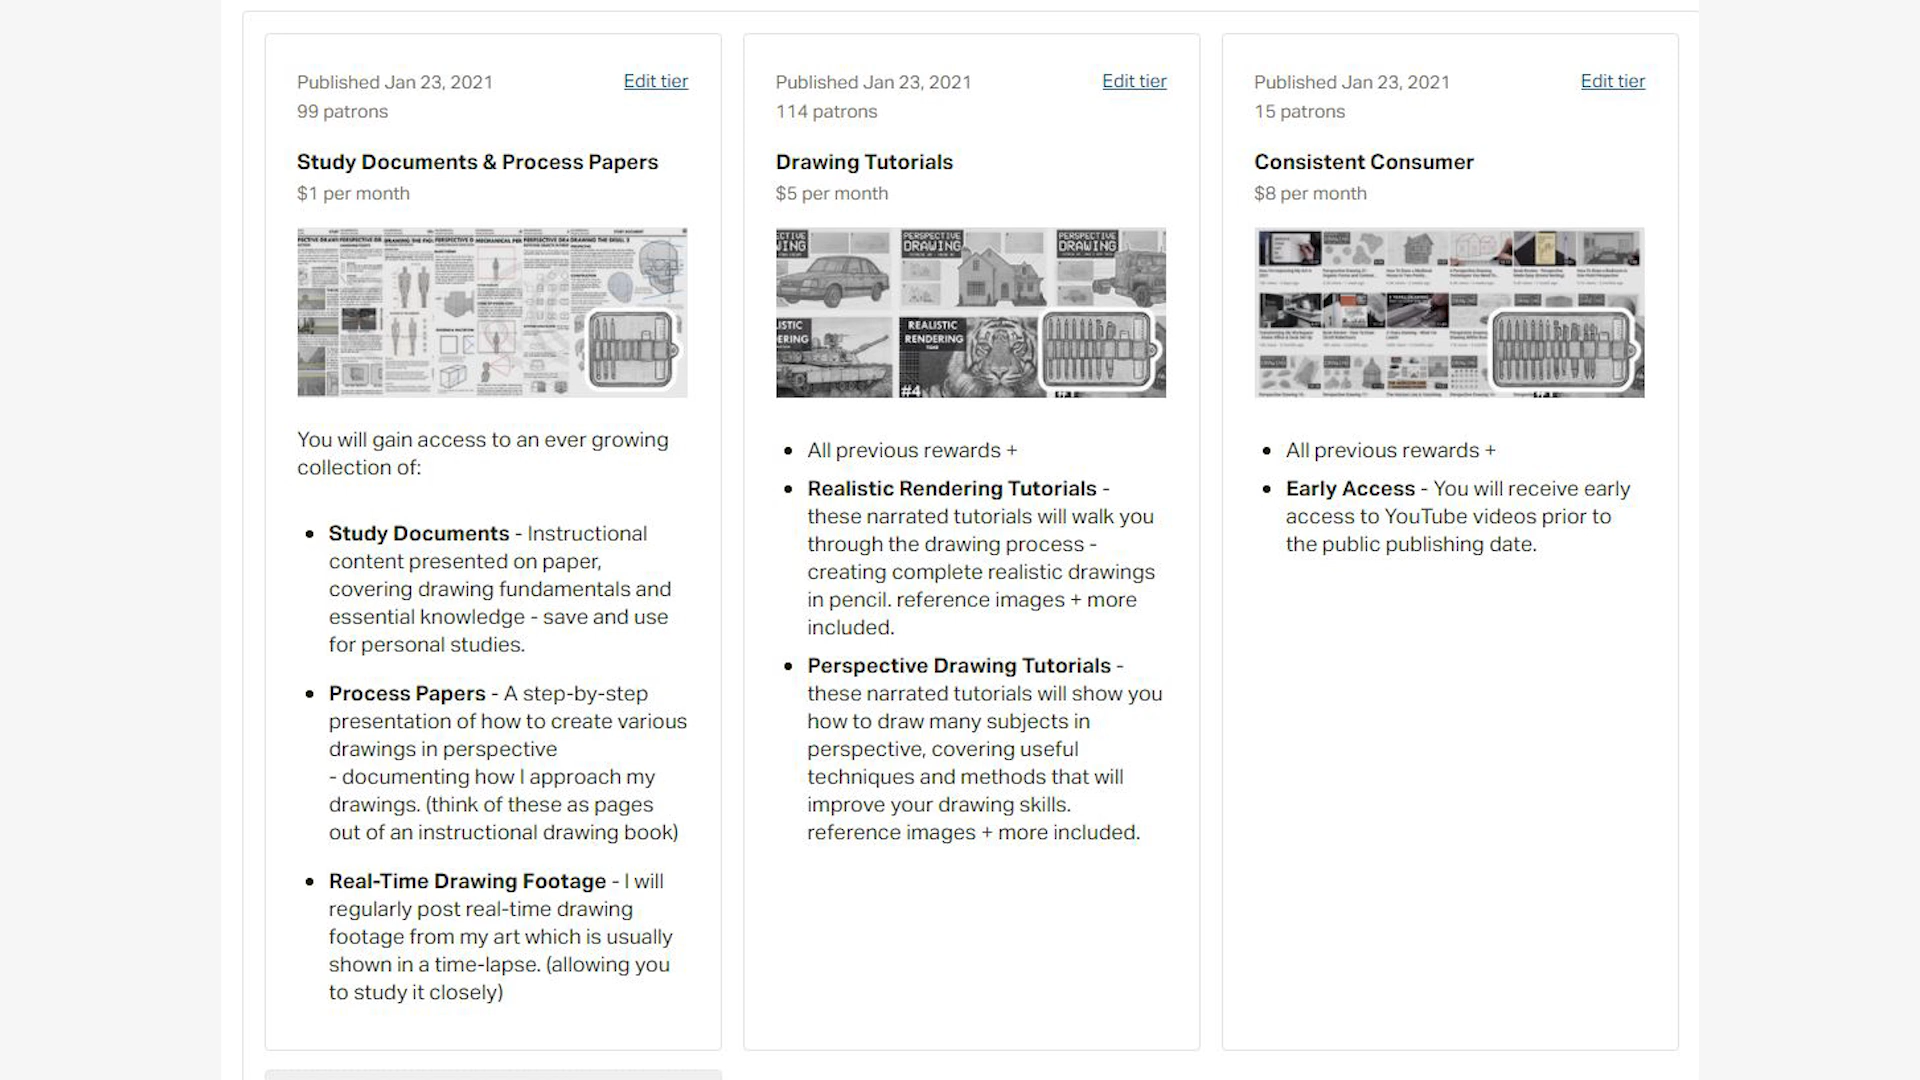 Published Jan 23, 2021
Edit tier
99 patrons
Study Documents & Process Papers
$1 per month
You will gain access to an ever growing
collection of:
Study Documents - Instructional
content presented on paper,
covering drawing fundamentals and
essential knowledge - save and use
for personal studies.
Process Papers - A step-by-step
presentation of how to create various
drawings in perspective
- documenting how I approach my
drawings. (think of these as pages
out of an instructional drawing book)
Real-Time Drawing Footage - I will
regularly post real-time drawing
footage from my art which is usually
shown in a time-lapse. (allowing you
to study it closely)
Published Jan 23, 2021
Edit tier
114 patrons
Drawing Tutorials
$5 per month
PERSPECTIVE
DRAWING
PERSPECTIVE
DRAWING
REALISTIC
RENDERING
#4
All previous rewards +
Realistic Rendering Tutorials -
these narrated tutorials will walk you
through the drawing process -
creating complete realistic drawings
in pencil. reference images + more
included.
Perspective Drawing Tutorials -
these narrated tutorials will show you
how to draw many subjects in
perspective, covering useful
techniques and methods that will
improve your drawing skills.
reference images + more included.
Published Jan 23, 2021
Edit tier
15 patrons
Consistent Consumer
$8 per month
All previous rewards +
Early Access - You will receive early
access to YouTube videos prior to
the public publishing date.